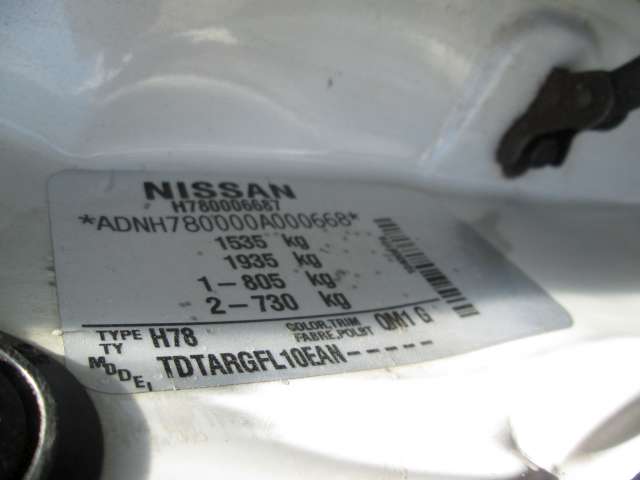 NISSAN
H780006687
*ADNH780000A000668*
1535 kg
1935 kg
1-805 kg
2-730 kg
TYPE H78 COLOR,TRIM QM1 G
TY FABRE,POLST
MODEL TDTARGFL10EAN-----